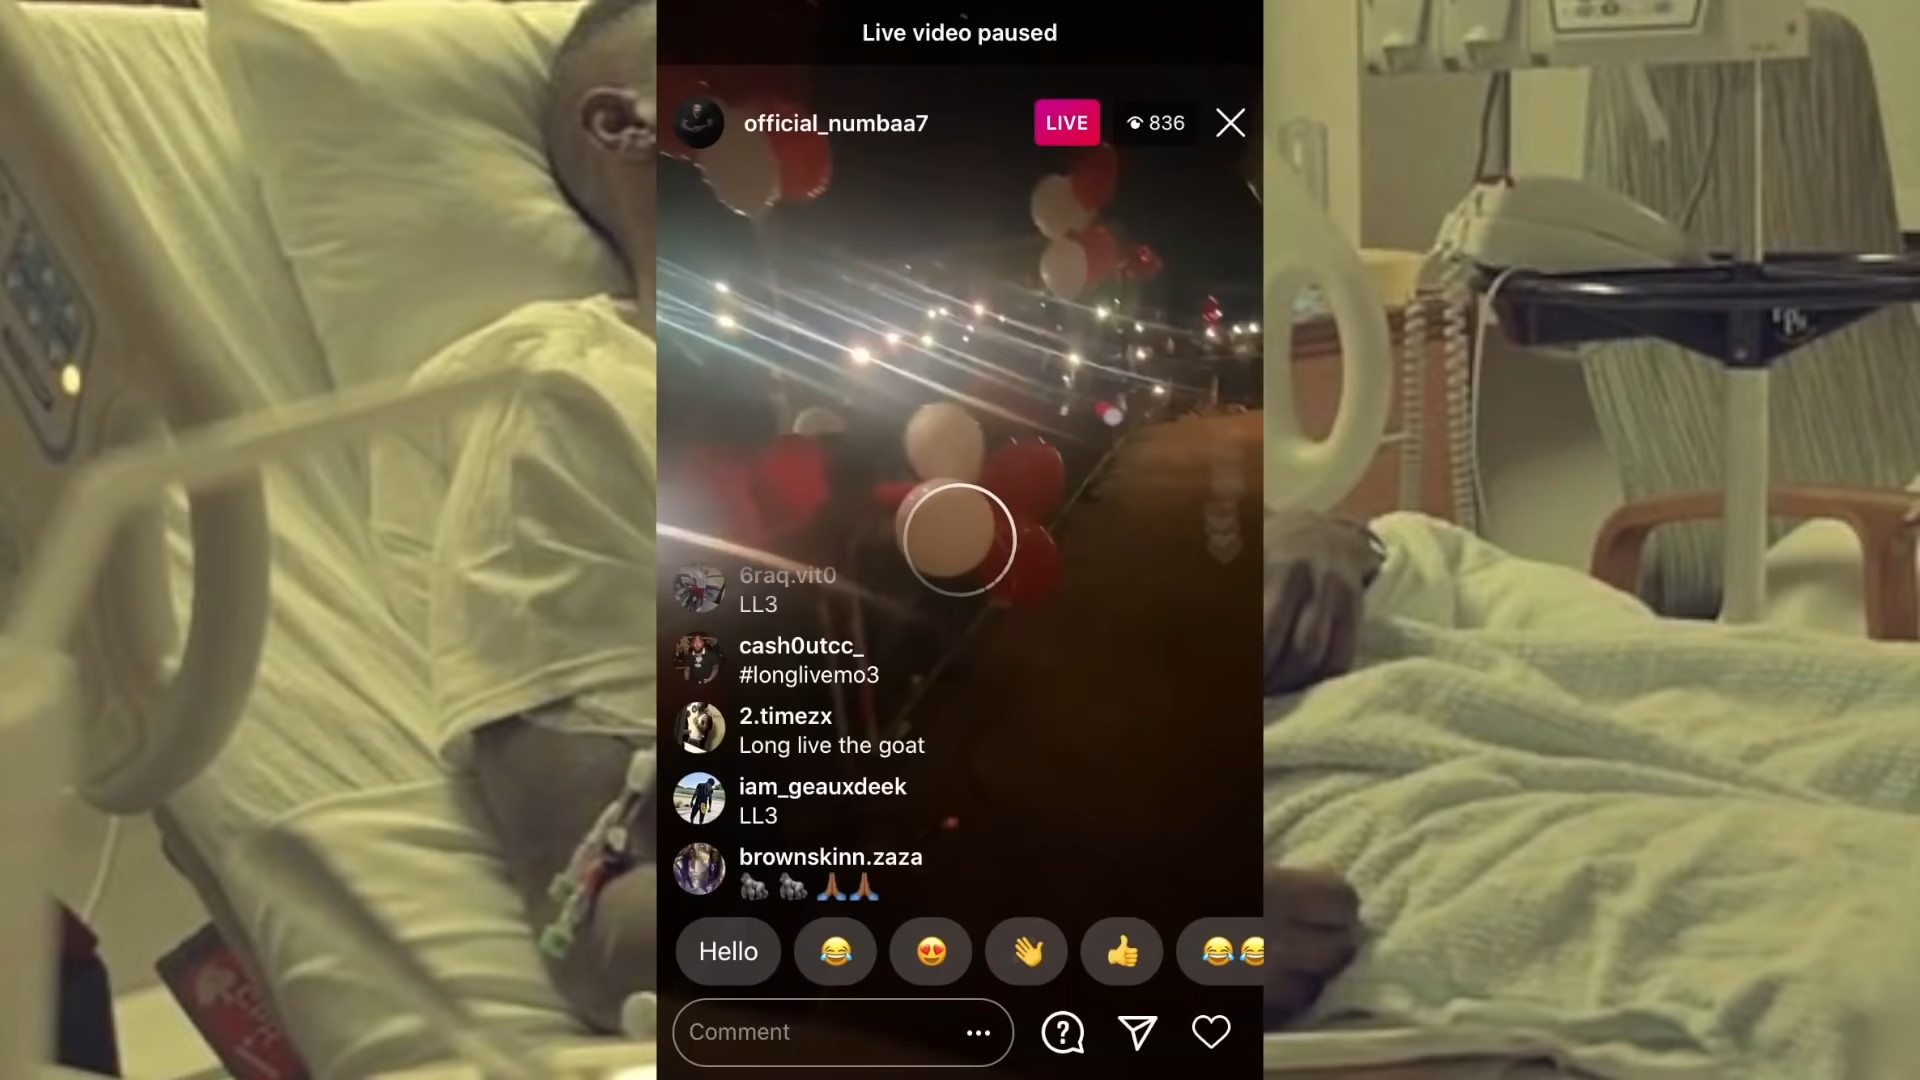 Live video paused
official_numbaa7
LIVE
836
6raq.vit0
LL3
cash0utcc_
#longlivemo3
2.timezx
Long live the goat
iam_geauxdeek
LL3
brownskinn.zaza
🦍 🦍 🙏🏾🙏🏾
Hello 😂 😍 👋 👍 😂😂
Comment